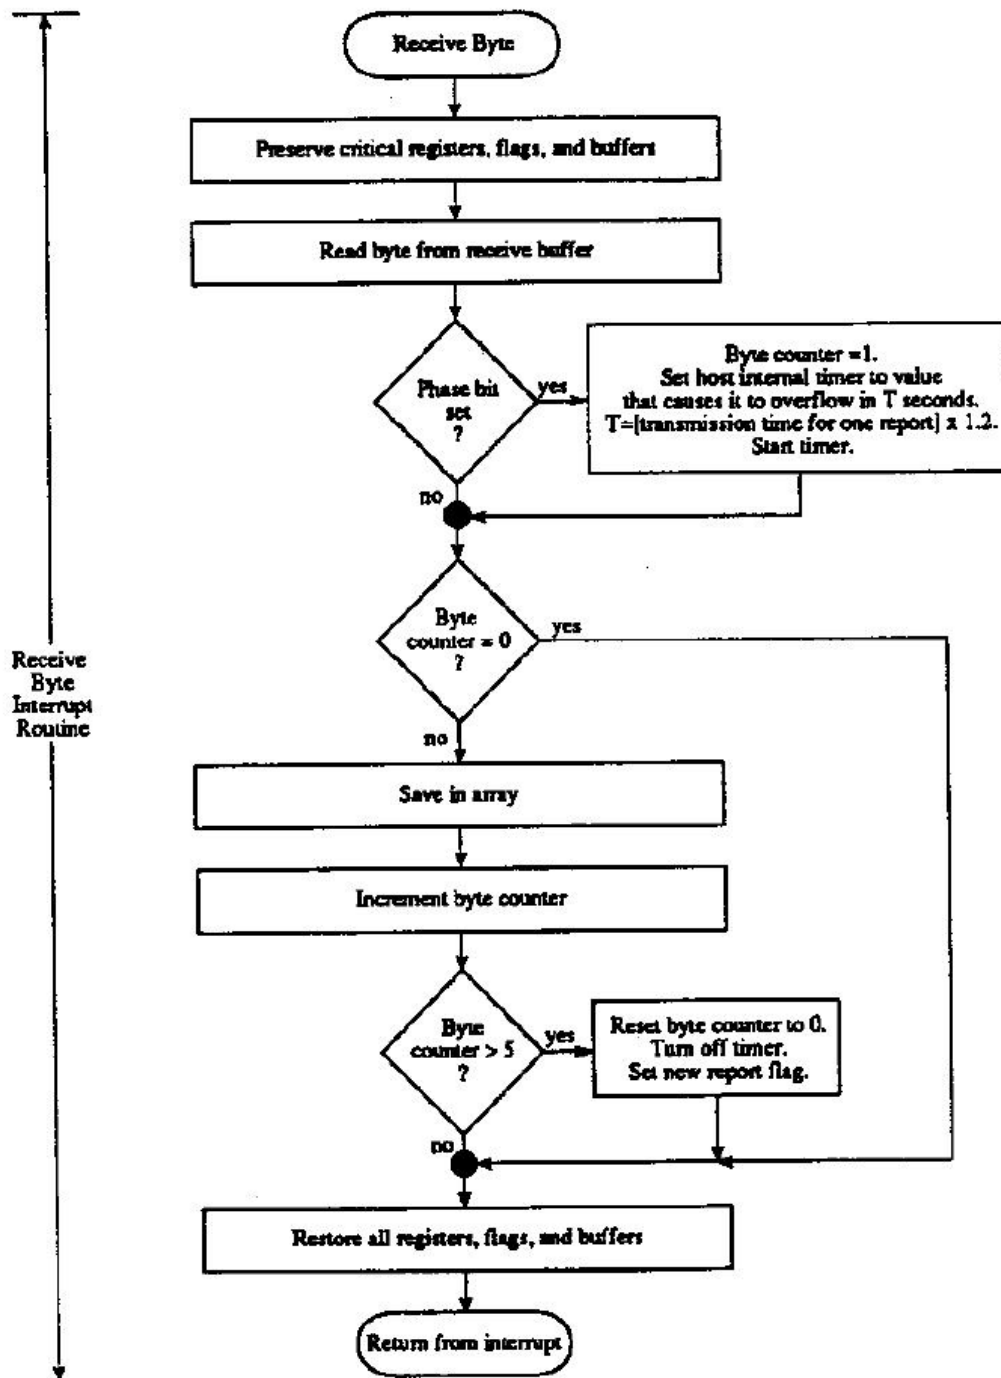 Receive Byte
Preserve critical registers, flags, and buffers
Read byte from receive buffer
Phase bit
set
?
yes
Byte counter =1.
Set host internal timer to value
that causes it to overflow in T seconds.
T=[transmission time for one report] x 1.2.
Start timer.
no
Byte
counter = 0
?
yes
no
Receive
Byte
Interrupt
Routine
Save in array
Increment byte counter
Byte
counter > 5
?
yes
Reset byte counter to 0.
Turn off timer.
Set new report flag.
no
Restore all registers, flags, and buffers
Return from interrupt